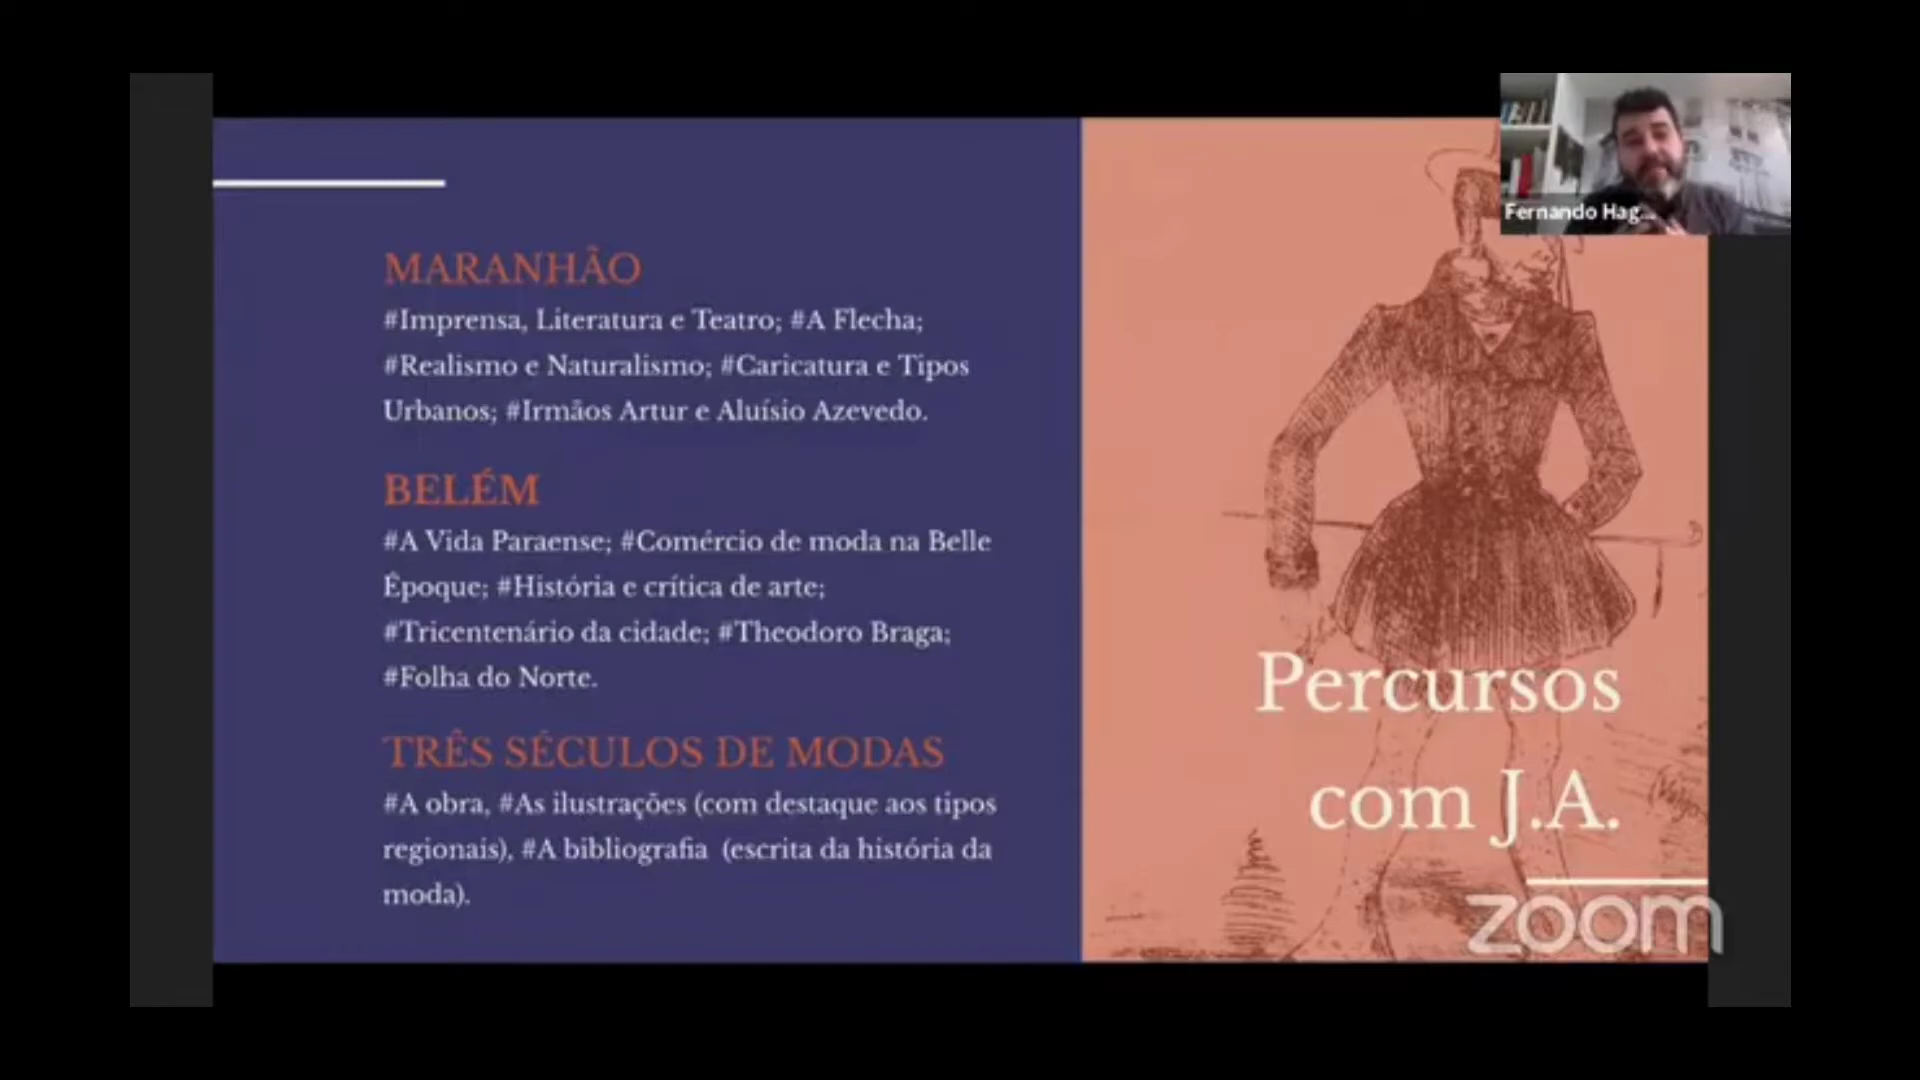 MARANHÃO
#Imprensa, Literatura e Teatro; #A Flecha;
#Realismo e Naturalismo; #Caricatura e Tipos
Urbanos; #Irmãos Artur e Aluísio Azevedo.
BELÉM
#A Vida Paraense; #Comércio de moda na Belle
Époque; #História e crítica de arte;
#Tricentenário da cidade; #Theodoro Braga;
#Folha do Norte.
TRÊS SÉCULOS DE MODAS
#A obra, #As ilustrações (com destaque aos tipos
regionais), #A bibliografia (escrita da história da
moda).
Fernando Hag...
Percursos
com J.A.
zoom